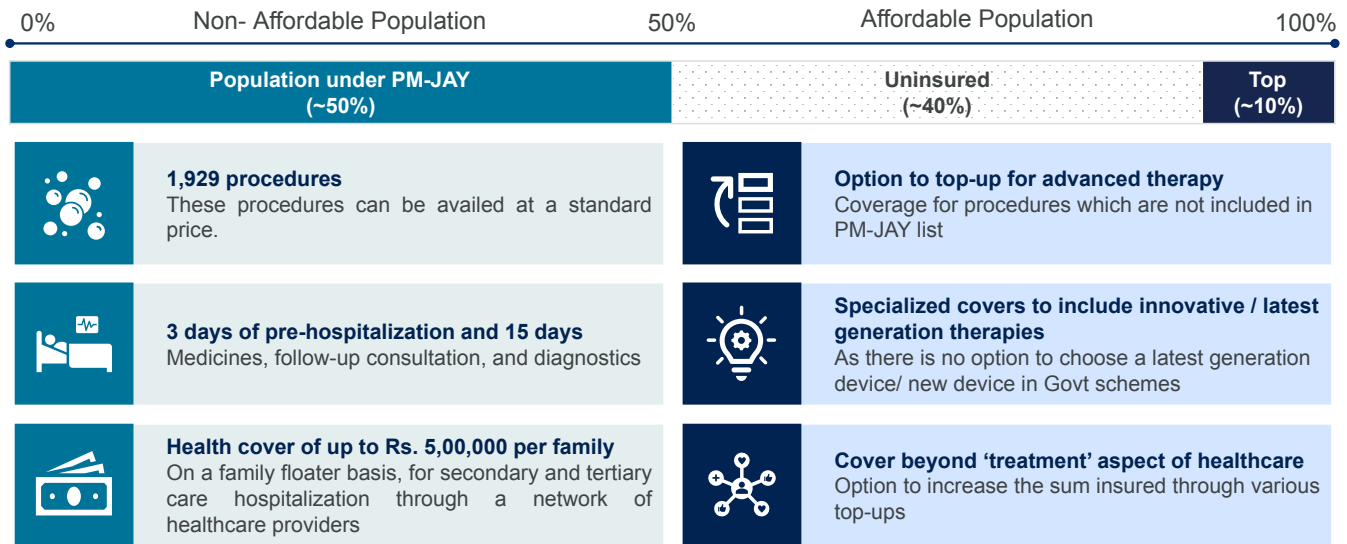 0% Non- Affordable Population 50% Affordable Population 100%
Population under PM-JAY
(~50%)
Uninsured
(~40%)
Top
(~10%)
1,929 procedures
These procedures can be availed at a standard
price.
3 days of pre-hospitalization and 15 days
Medicines, follow-up consultation, and diagnostics
Health cover of up to Rs. 5,00,000 per family
On a family floater basis, for secondary and tertiary
care hospitalization through a network of
healthcare providers
Option to top-up for advanced therapy
Coverage for procedures which are not included in
PM-JAY list
Specialized covers to include innovative / latest
generation therapies
As there is no option to choose a latest generation
device/ new device in Govt schemes
Cover beyond ‘treatment’ aspect of healthcare
Option to increase the sum insured through various
top-ups